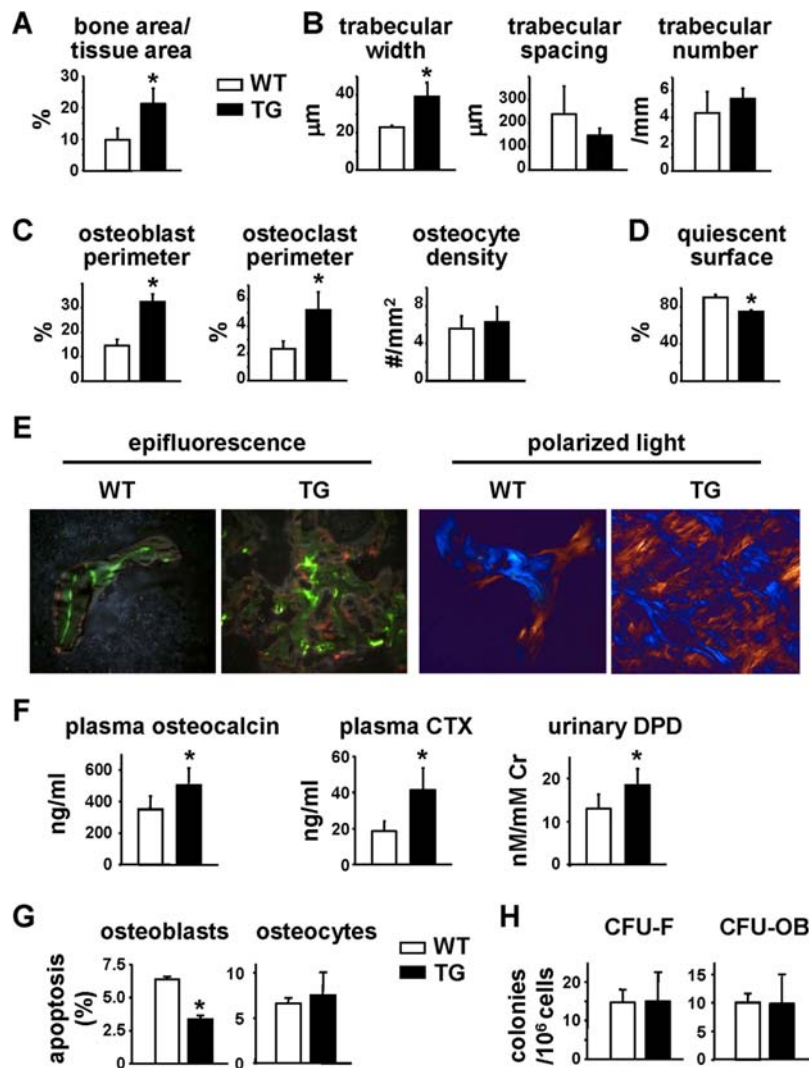 A
bone area/
tissue area
%
30
20
10
0
*
WT
TG
B
trabecular
width
μm
40
20
0
*
trabecular
spacing
μm
300
200
100
0
trabecular
number
/mm
6
4
2
0
C
osteoblast
perimeter
%
30
20
10
0
*
osteoclast
perimeter
%
6
4
2
0
*
osteocyte
density
#/mm²
6
3
0
D
quiescent
surface
%
80
40
0
*
E
epifluorescence
polarized light
WT
TG
WT
TG
F
plasma osteocalcin
ng/ml
600
400
200
0
*
plasma CTX
ng/ml
60
40
20
0
*
urinary DPD
nM/mM Cr
20
10
0
*
G
osteoblasts
apoptosis
(%)
7.5
5.0
2.5
0
*
osteocytes
10
5
0
WT
TG
H
CFU-F
colonies
/10⁶ cells
20
15
5
0
CFU-OB
15
10
5
0